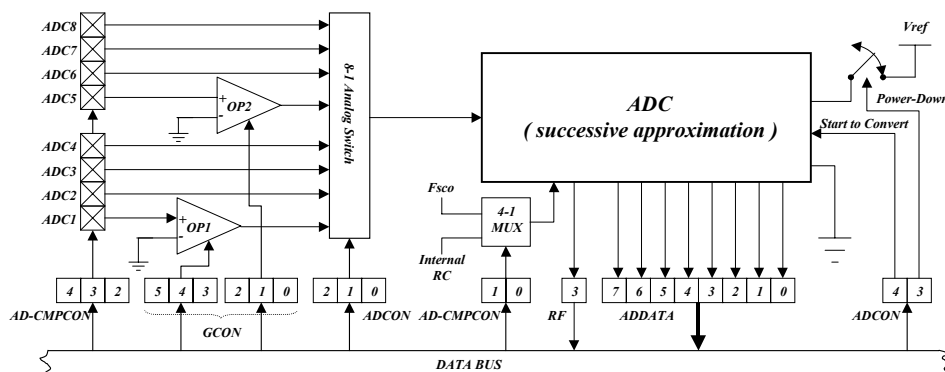 ADC8
ADC7
ADC6
ADC5
ADC4
ADC3
ADC2
ADC1
+
-
OP2
+
-
OP1
8-1 Analog Switch
ADC
( successive approximation )
Vref
Power-Down
Start to Convert
Fsco
4-1
MUX
Internal
RC
4 3 2
5 4 3
2 1 0
2 1 0
1 0
3
7 6 5 4 3 2 1 0
4 3
AD-CMPCON
GCON
ADCON
AD-CMPCON
RF
ADDATA
ADCON
DATA BUS